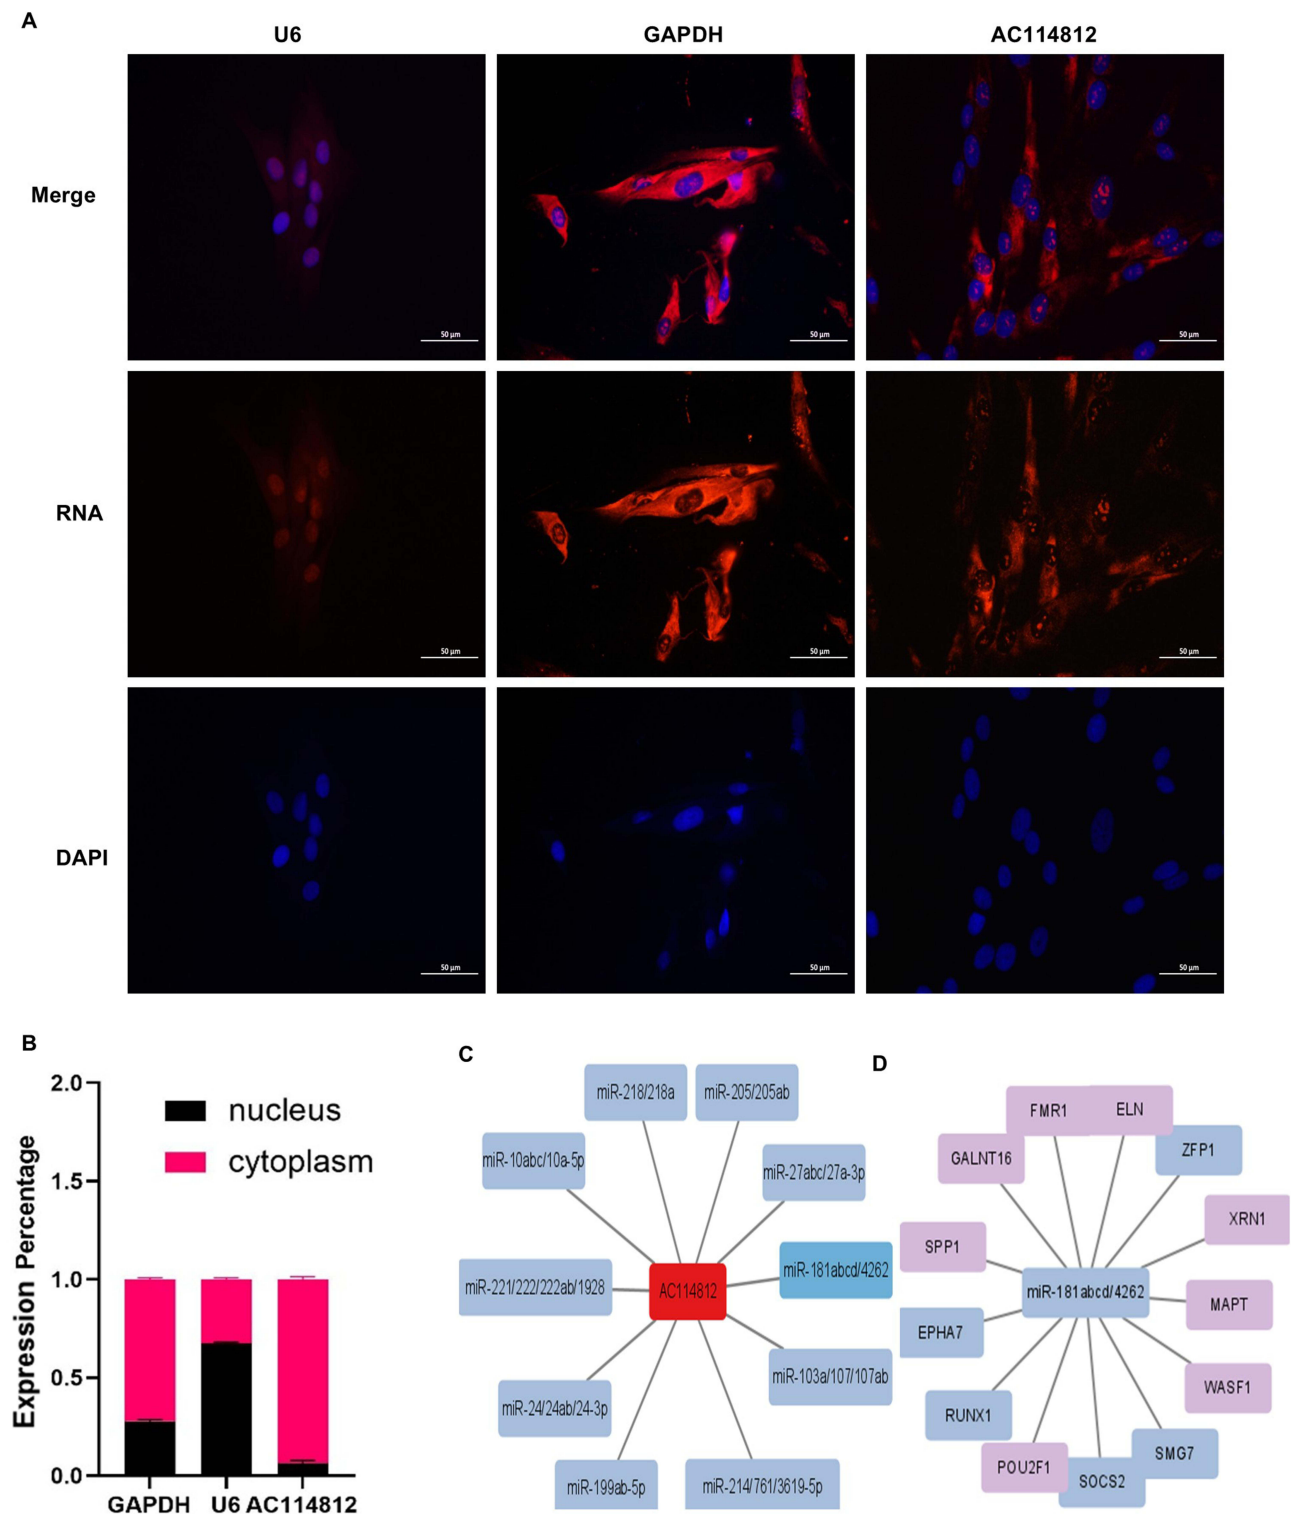 A
U6
GAPDH
AC114812
Merge
50 µm
50 µm
50 µm
RNA
50 µm
50 µm
50 µm
DAPI
50 µm
50 µm
50 µm
B
Expression Percentage
2.0
1.5
1.0
0.5
0.0
nucleus
cytoplasm
GAPDH
U6
AC114812
C
miR-218/218a
miR-205/205ab
miR-10abc/10a-5p
miR-27abc/27a-3p
miR-181abcd/4262
miR-221/222/222ab/1928
AC114812
miR-103a/107/107ab
miR-24/24ab/24-3p
miR-199ab-5p
miR-214/761/3619-5p
D
FMR1
ELN
ZFP1
GALNT16
XRN1
SPP1
miR-181abcd/4262
MAPT
EPHA7
WASF1
RUNX1
SMG7
POU2F1
SOCS2